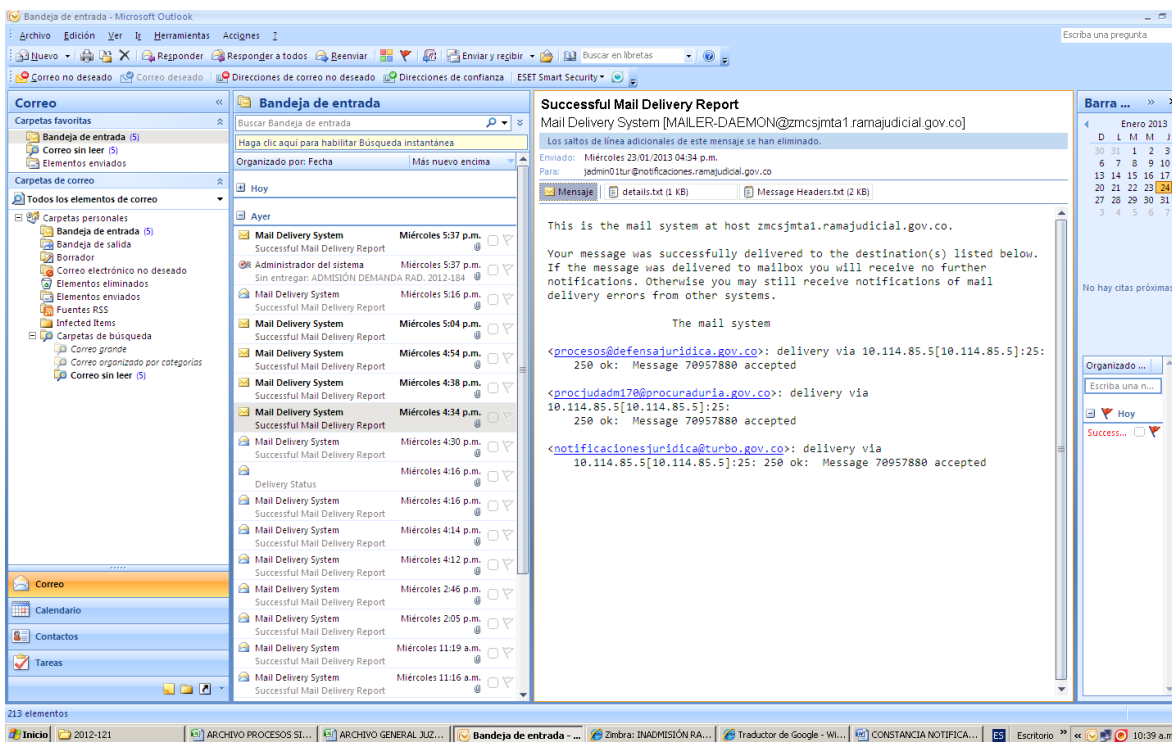 Bandeja de entrada - Microsoft Outlook
Archivo Edición Ver Ir Herramientas Acciones ?
Escriba una pregunta
Nuevo Responder Responder a todos Reenviar Enviar y recibir Buscar en libretas
Correo no deseado Correo deseado Direcciones de correo no deseado Direcciones de confianza ESET Smart Security
Correo «
Carpetas favoritas
Bandeja de entrada (5)
Correo sin leer (5)
Elementos enviados
Carpetas de correo
Todos los elementos de correo
Carpetas personales
Bandeja de entrada (5)
Bandeja de salida
Borrador
Correo electrónico no deseado
Elementos eliminados
Elementos enviados
Fuentes RSS
Infected Items
Carpetas de búsqueda
Correo grande
Correo organizado por categorías
Correo sin leer (5)
Correo
Calendario
Contactos
Tareas
Bandeja de entrada
Buscar Bandeja de entrada
Haga clic aquí para habilitar Búsqueda instantánea
Organizado por: Fecha Más nuevo encima
Hoy
Ayer
Mail Delivery System Miércoles 5:37 p.m.
Successful Mail Delivery Report
Administrador del sistema Miércoles 5:37 p.m.
Sin entregar: ADMISIÓN DEMANDA RAD. 2012-184
Mail Delivery System Miércoles 5:16 p.m.
Successful Mail Delivery Report
Mail Delivery System Miércoles 5:04 p.m.
Successful Mail Delivery Report
Mail Delivery System Miércoles 4:54 p.m.
Successful Mail Delivery Report
Mail Delivery System Miércoles 4:38 p.m.
Successful Mail Delivery Report
Mail Delivery System Miércoles 4:34 p.m.
Successful Mail Delivery Report
Mail Delivery System Miércoles 4:30 p.m.
Successful Mail Delivery Report
Miércoles 4:16 p.m.
Delivery Status
Mail Delivery System Miércoles 4:16 p.m.
Successful Mail Delivery Report
Mail Delivery System Miércoles 4:14 p.m.
Successful Mail Delivery Report
Mail Delivery System Miércoles 4:12 p.m.
Successful Mail Delivery Report
Mail Delivery System Miércoles 2:46 p.m.
Successful Mail Delivery Report
Mail Delivery System Miércoles 2:05 p.m.
Successful Mail Delivery Report
Mail Delivery System Miércoles 11:19 a.m.
Successful Mail Delivery Report
Mail Delivery System Miércoles 11:16 a.m.
Successful Mail Delivery Report
Successful Mail Delivery Report
Mail Delivery System [MAILER-DAEMON@zmcsjmta1.ramajudicial.gov.co]
Los saltos de línea adicionales de este mensaje se han eliminado.
Enviado: Miércoles 23/01/2013 04:34 p.m.
Para: jadmin01tur@notificaciones.ramajudicial.gov.co
Mensaje details.txt (1 KB) Message Headers.txt (2 KB)
This is the mail system at host zmcsjmta1.ramajudicial.gov.co.
Your message was successfully delivered to the destination(s) listed below.
If the message was delivered to mailbox you will receive no further
notifications. Otherwise you may still receive notifications of mail
delivery errors from other systems.
The mail system
<procesos@defensajuridica.gov.co>: delivery via 10.114.85.5[10.114.85.5]:25:
250 ok: Message 70957880 accepted
<procjudadm170@procuraduria.gov.co>: delivery via
10.114.85.5[10.114.85.5]:25:
250 ok: Message 70957880 accepted
<notificacionesjuridica@turbo.gov.co>: delivery via
10.114.85.5[10.114.85.5]:25: 250 ok: Message 70957880 accepted
Barra ... »
Enero 2013
D L M M J
30 31 1 2 3
6 7 8 9 10
13 14 15 16 17
20 21 22 23 24
27 28 29 30 31
3 4 5 6 7
No hay citas próximas
Organizado ...
Escriba una n...
Hoy
Success...
213 elementos
Inicio 2012-121 ARCHIVO PROCESOS SI... ARCHIVO GENERAL JUZ... Bandeja de entrada - ... Zimbra: INADMISIÓN RA... Traductor de Google - Wi... CONSTANCIA NOTIFICA... ES Escritorio » « 10:39 a.m.